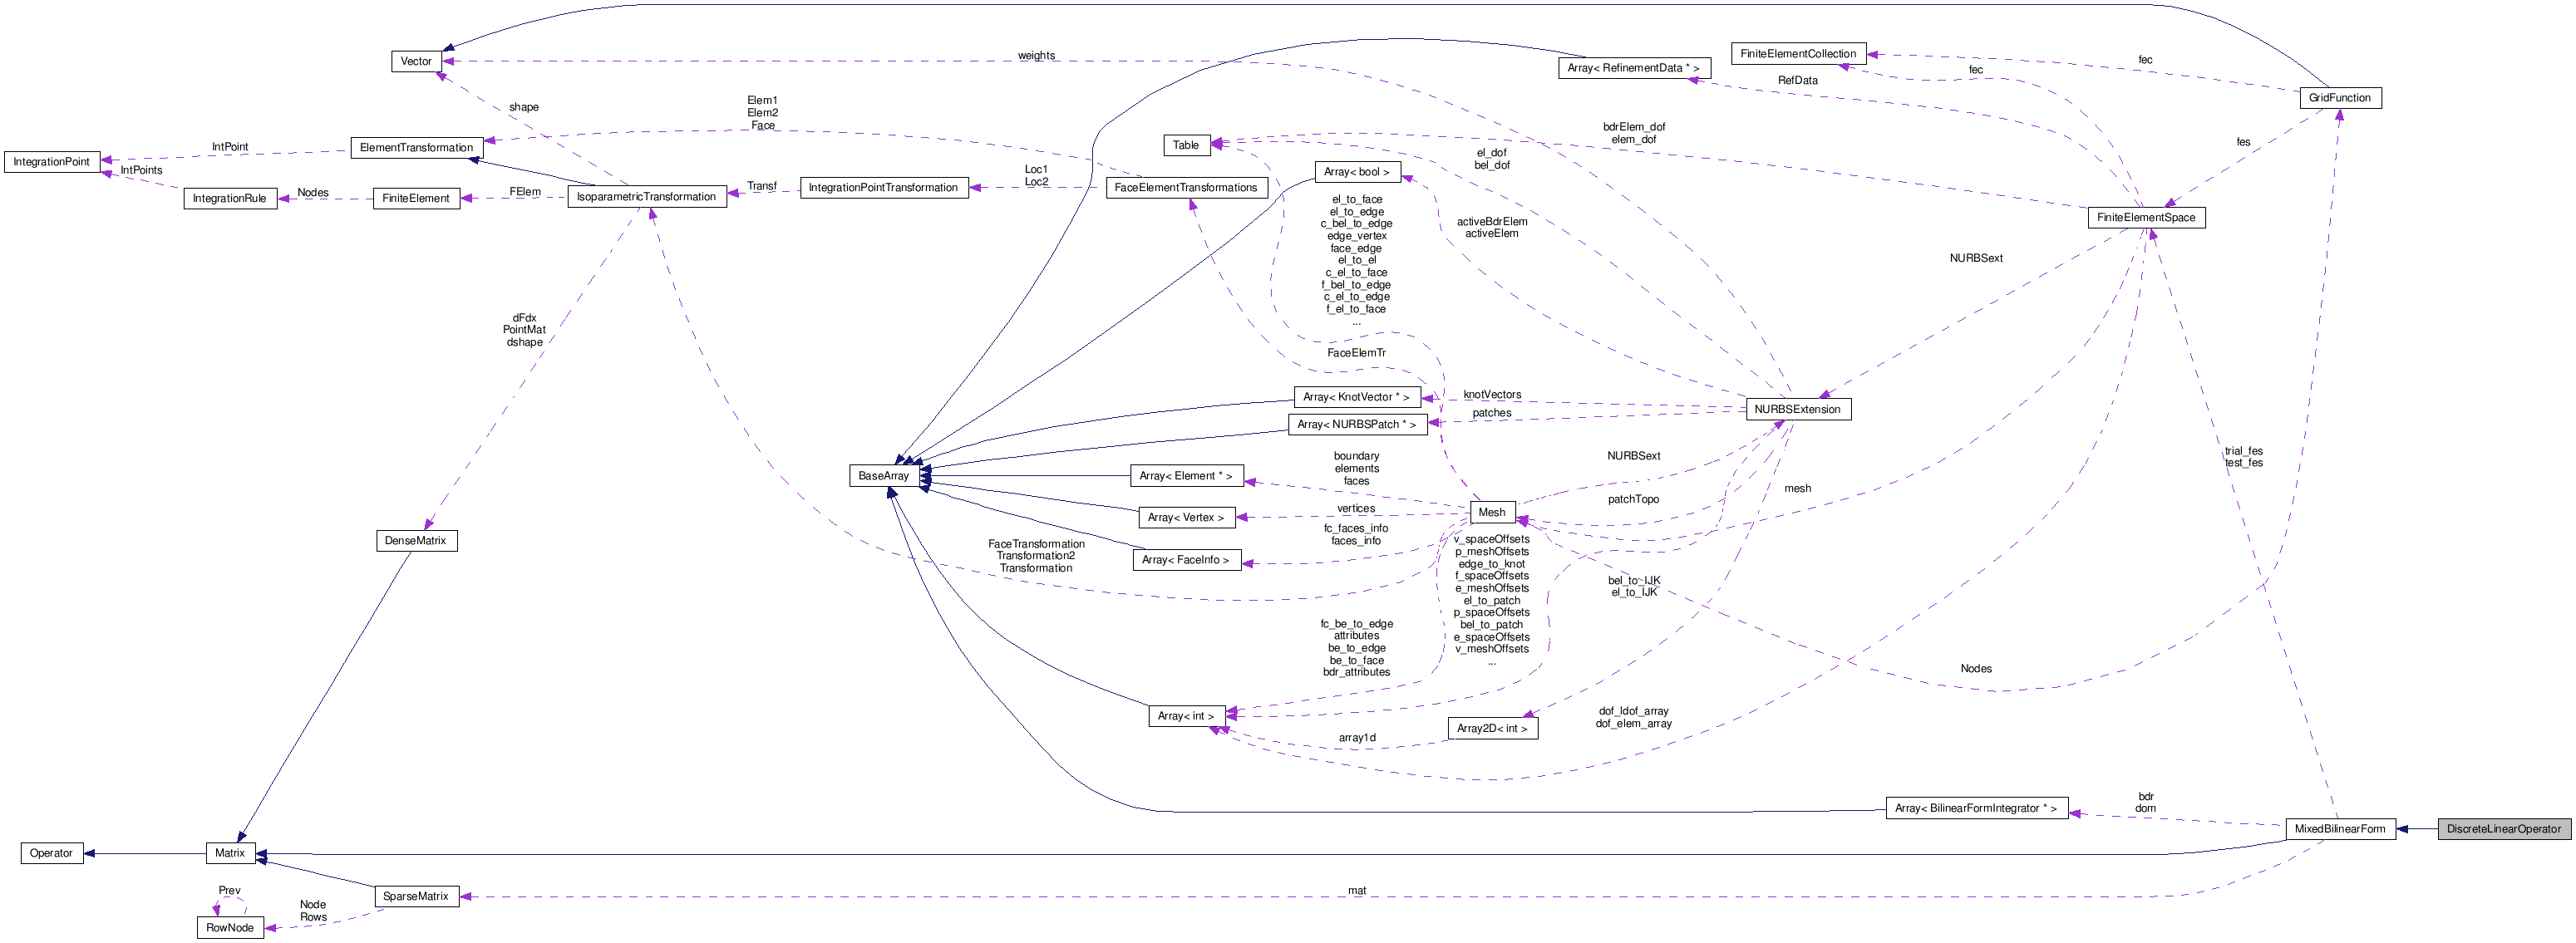 Vector
weights
Array< RefinementData * >
FiniteElementCollection
fec
fec
RefData
GridFunction
shape
Elem1
Elem2
Face
ElementTransformation
IntPoint
IntegrationPoint
IntPoints
Table
bdrElem_dof
elem_dof
fes
el_dof
bel_dof
Array< bool >
Nodes
IntegrationRule
FiniteElement
FElem
IsoparametricTransformation
Transf
IntegrationPointTransformation
Loc1
Loc2
FaceElementTransformations
el_to_face
el_to_edge
c_bel_to_edge
edge_vertex
face_edge
el_to_el
c_el_to_face
f_bel_to_edge
c_el_to_edge
f_el_to_face
...
activeBdrElem
activeElem
FiniteElementSpace
NURBSext
dFdx
PointMat
dshape
FaceElemTr
Array< KnotVector * >
knotVectors
NURBSExtension
Array< NURBSPatch * >
patches
BaseArray
Array< Element * >
boundary
elements
faces
NURBSext
patchTopo
mesh
trial_fes
test_fes
Mesh
Array< Vertex >
vertices
fc_faces_info
faces_info
Array< FaceInfo >
DenseMatrix
FaceTransformation
Transformation2
Transformation
v_spaceOffsets
p_meshOffsets
edge_to_knot
f_spaceOffsets
e_meshOffsets
el_to_patch
p_spaceOffsets
bel_to_patch
e_spaceOffsets
v_meshOffsets
...
bel_to_IJK
el_to_IJK
fc_be_to_edge
attributes
be_to_edge
be_to_face
bdr_attributes
Nodes
Array< int >
array1d
Array2D< int >
dof_ldof_array
dof_elem_array
Array< BilinearFormIntegrator * >
bdr
dom
MixedBilinearForm
DiscreteLinearOperator
Operator
Matrix
SparseMatrix
mat
Prev
Node
Rows
RowNode